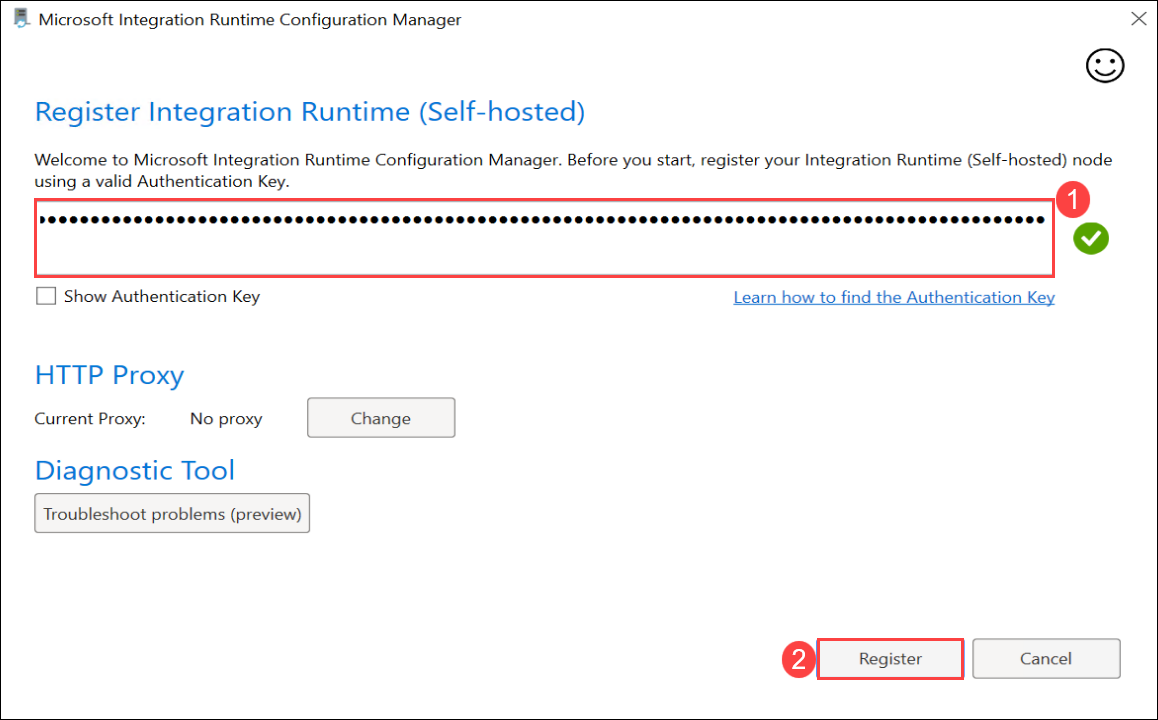 Microsoft Integration Runtime Configuration Manager
Register Integration Runtime (Self-hosted)
Welcome to Microsoft Integration Runtime Configuration Manager. Before you start, register your Integration Runtime (Self-hosted) node
using a valid Authentication Key.
●●●●●●●●●●●●●●●●●●●●●●●●●●●●●●●●●●●●●●●●●●●●●●●●●●●●●●●●●●●●●●●●●●●●●●●●●●●●●●●●●●●●●●●●●● 1
Show Authentication Key Learn how to find the Authentication Key
HTTP Proxy
Current Proxy: No proxy Change
Diagnostic Tool
Troubleshoot problems (preview)
2 Register Cancel